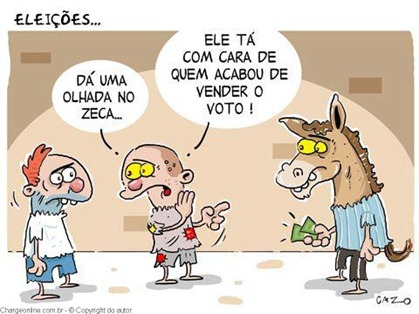 ELEIÇÕES...
DÁ UMA
OLHADA NO
ZECA...
ELE TÁ
COM CARA DE
QUEM ACABOU DE
VENDER O
VOTO !
CAZO
Chargeonline.com.br - © Copyright do autor